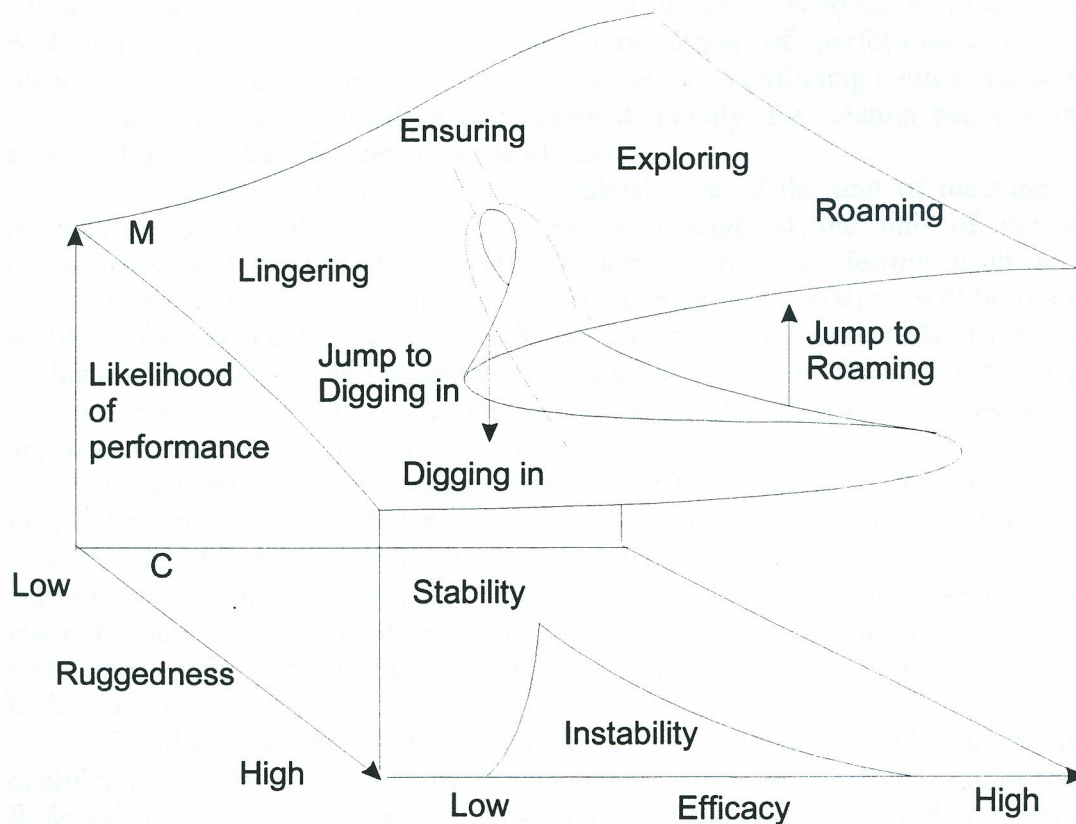 Ensuring
Exploring
Roaming
M
Lingering
Jump to
Digging in
Jump to
Roaming
Likelihood
of
performance
Digging in
Low
C
Stability
Ruggedness
Instability
High
Low
Efficacy
High